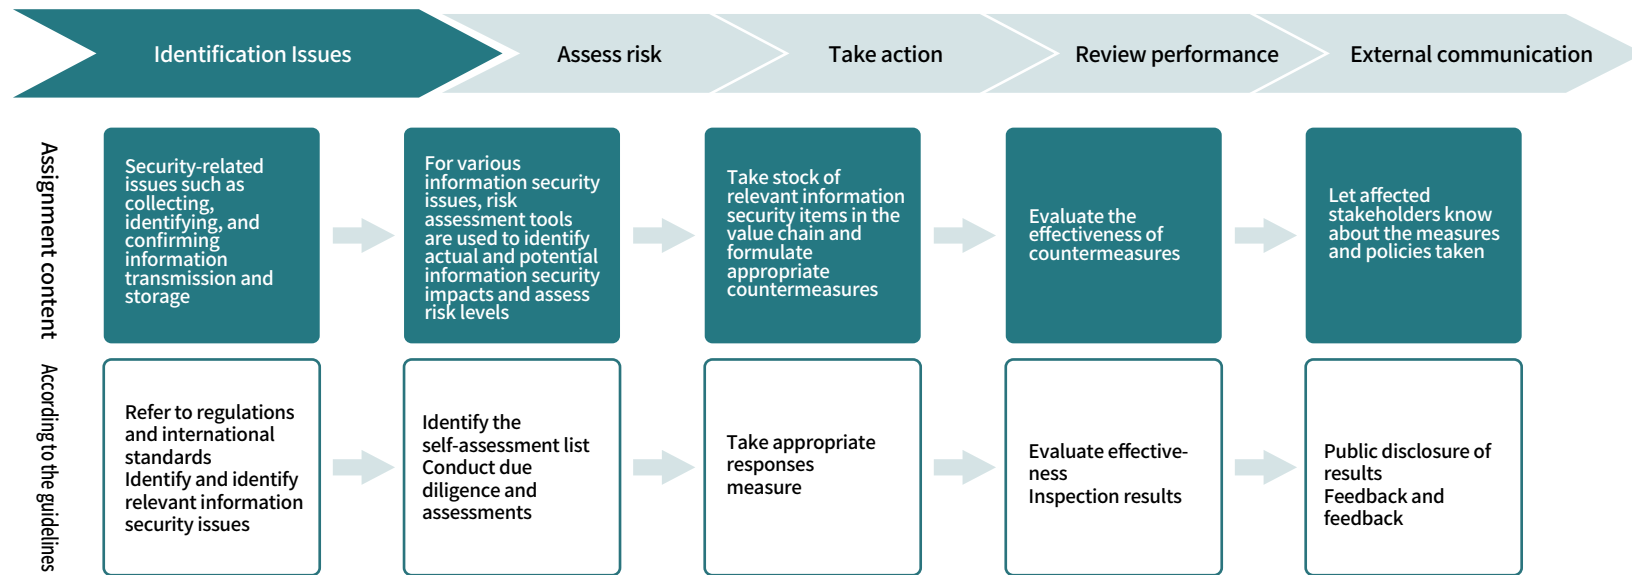 Identification Issues
Assess risk
Take action
Review performance
External communication
Assignment content
Security-related
issues such as
collecting,
identifying, and
confirming
information
transmission and
storage
For various
information security
issues, risk
assessment tools
are used to identify
actual and potential
information security
impacts and assess
risk levels
Take stock of
relevant information
security items in the
value chain and
formulate
appropriate
countermeasures
Evaluate the
effectiveness of
countermeasures
Let affected
stakeholders know
about the measures
and policies taken
According to the guidelines
Refer to regulations
and international
standards
Identify and identify
relevant information
security issues
Identify the
self-assessment list
Conduct due
diligence and
assessments
Take appropriate
responses
measure
Evaluate effective-
ness
Inspection results
Public disclosure of
results
Feedback and
feedback